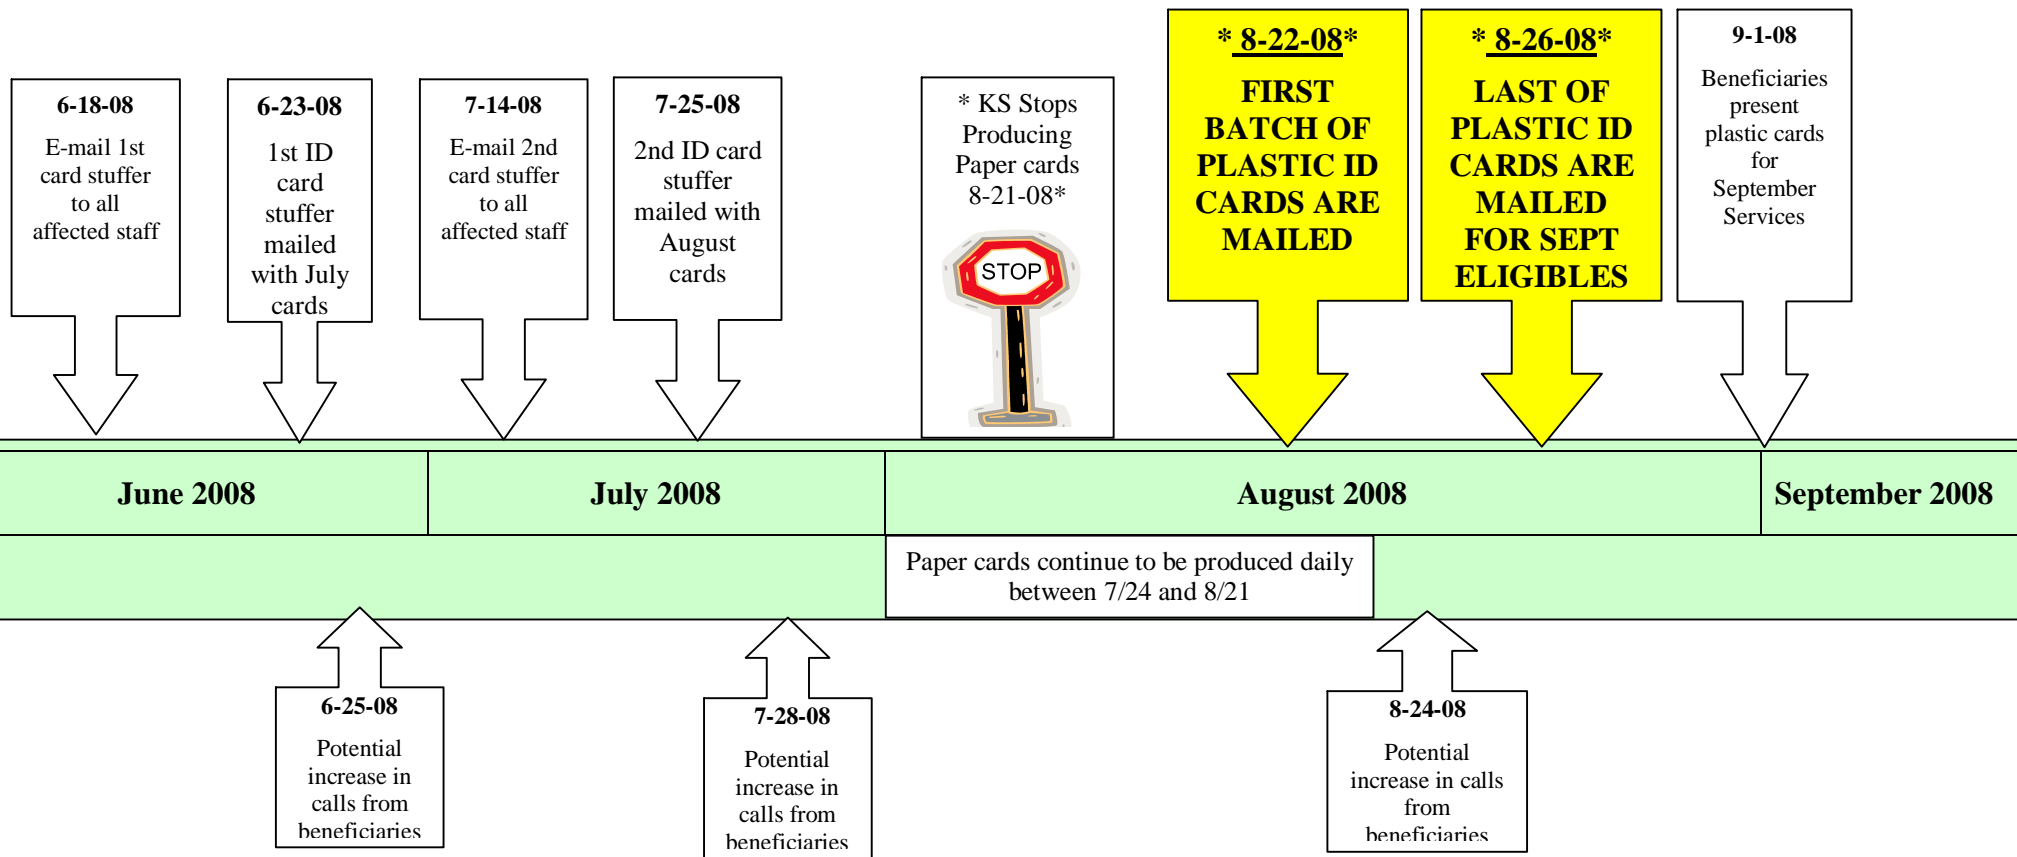 6-18-08
E-mail 1st
card stuffer
to all
affected staff
6-23-08
1st ID
card
stuffer
mailed
with July
cards
7-14-08
E-mail 2nd
card stuffer
to all
affected staff
7-25-08
2nd ID card
stuffer
mailed with
August
cards
* KS Stops
Producing
Paper cards
8-21-08*
STOP
* 8-22-08*
FIRST
BATCH OF
PLASTIC ID
CARDS ARE
MAILED
* 8-26-08*
LAST OF
PLASTIC ID
CARDS ARE
MAILED
FOR SEPT
ELIGIBLES
9-1-08
Beneficiaries
present
plastic cards
for
September
Services
June 2008
July 2008
August 2008
September 2008
Paper cards continue to be produced daily
between 7/24 and 8/21
6-25-08
Potential
increase in
calls from
beneficiaries
7-28-08
Potential
increase in
calls from
beneficiaries
8-24-08
Potential
increase in calls
from
beneficiaries